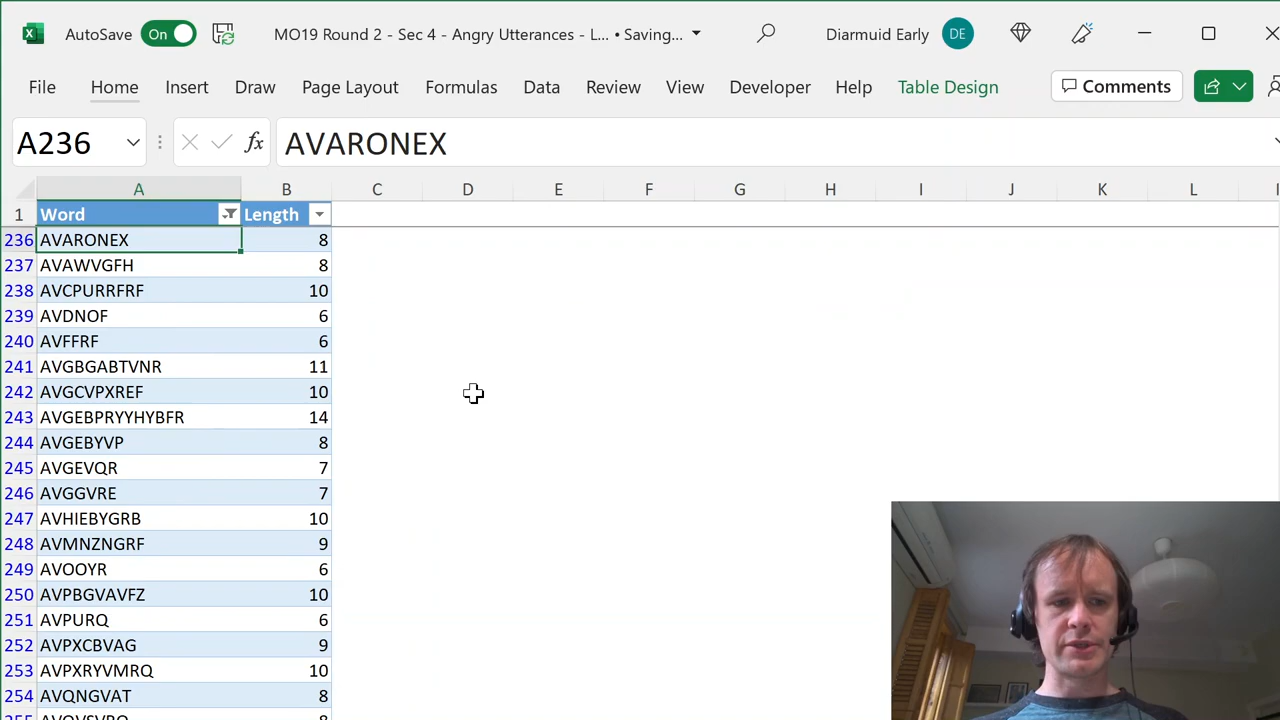 AutoSave On MO19 Round 2 - Sec 4 - Angry Utterances - L... • Saving... Diarmuid Early DE
File Home Insert Draw Page Layout Formulas Data Review View Developer Help Table Design Comments
A236 fx AVARONEX
A B C D E F G H I J K L
1 Word Length
236 AVARONEX 8
237 AVAWVGFH 8
238 AVCPURRFRF 10
239 AVDNOF 6
240 AVFFRF 6
241 AVGBGABTVNR 11
242 AVGCVPXREF 10
243 AVGEBPRYYHYBFR 14
244 AVGEBYVP 8
245 AVGEVQR 7
246 AVGGVRE 7
247 AVHIEBYGRB 10
248 AVMNZNGRF 9
249 AVOOYR 6
250 AVPBGVAVFZ 10
251 AVPURQ 6
252 AVPXCBVAG 9
253 AVPXRYVMRQ 10
254 AVQNGVAT 8